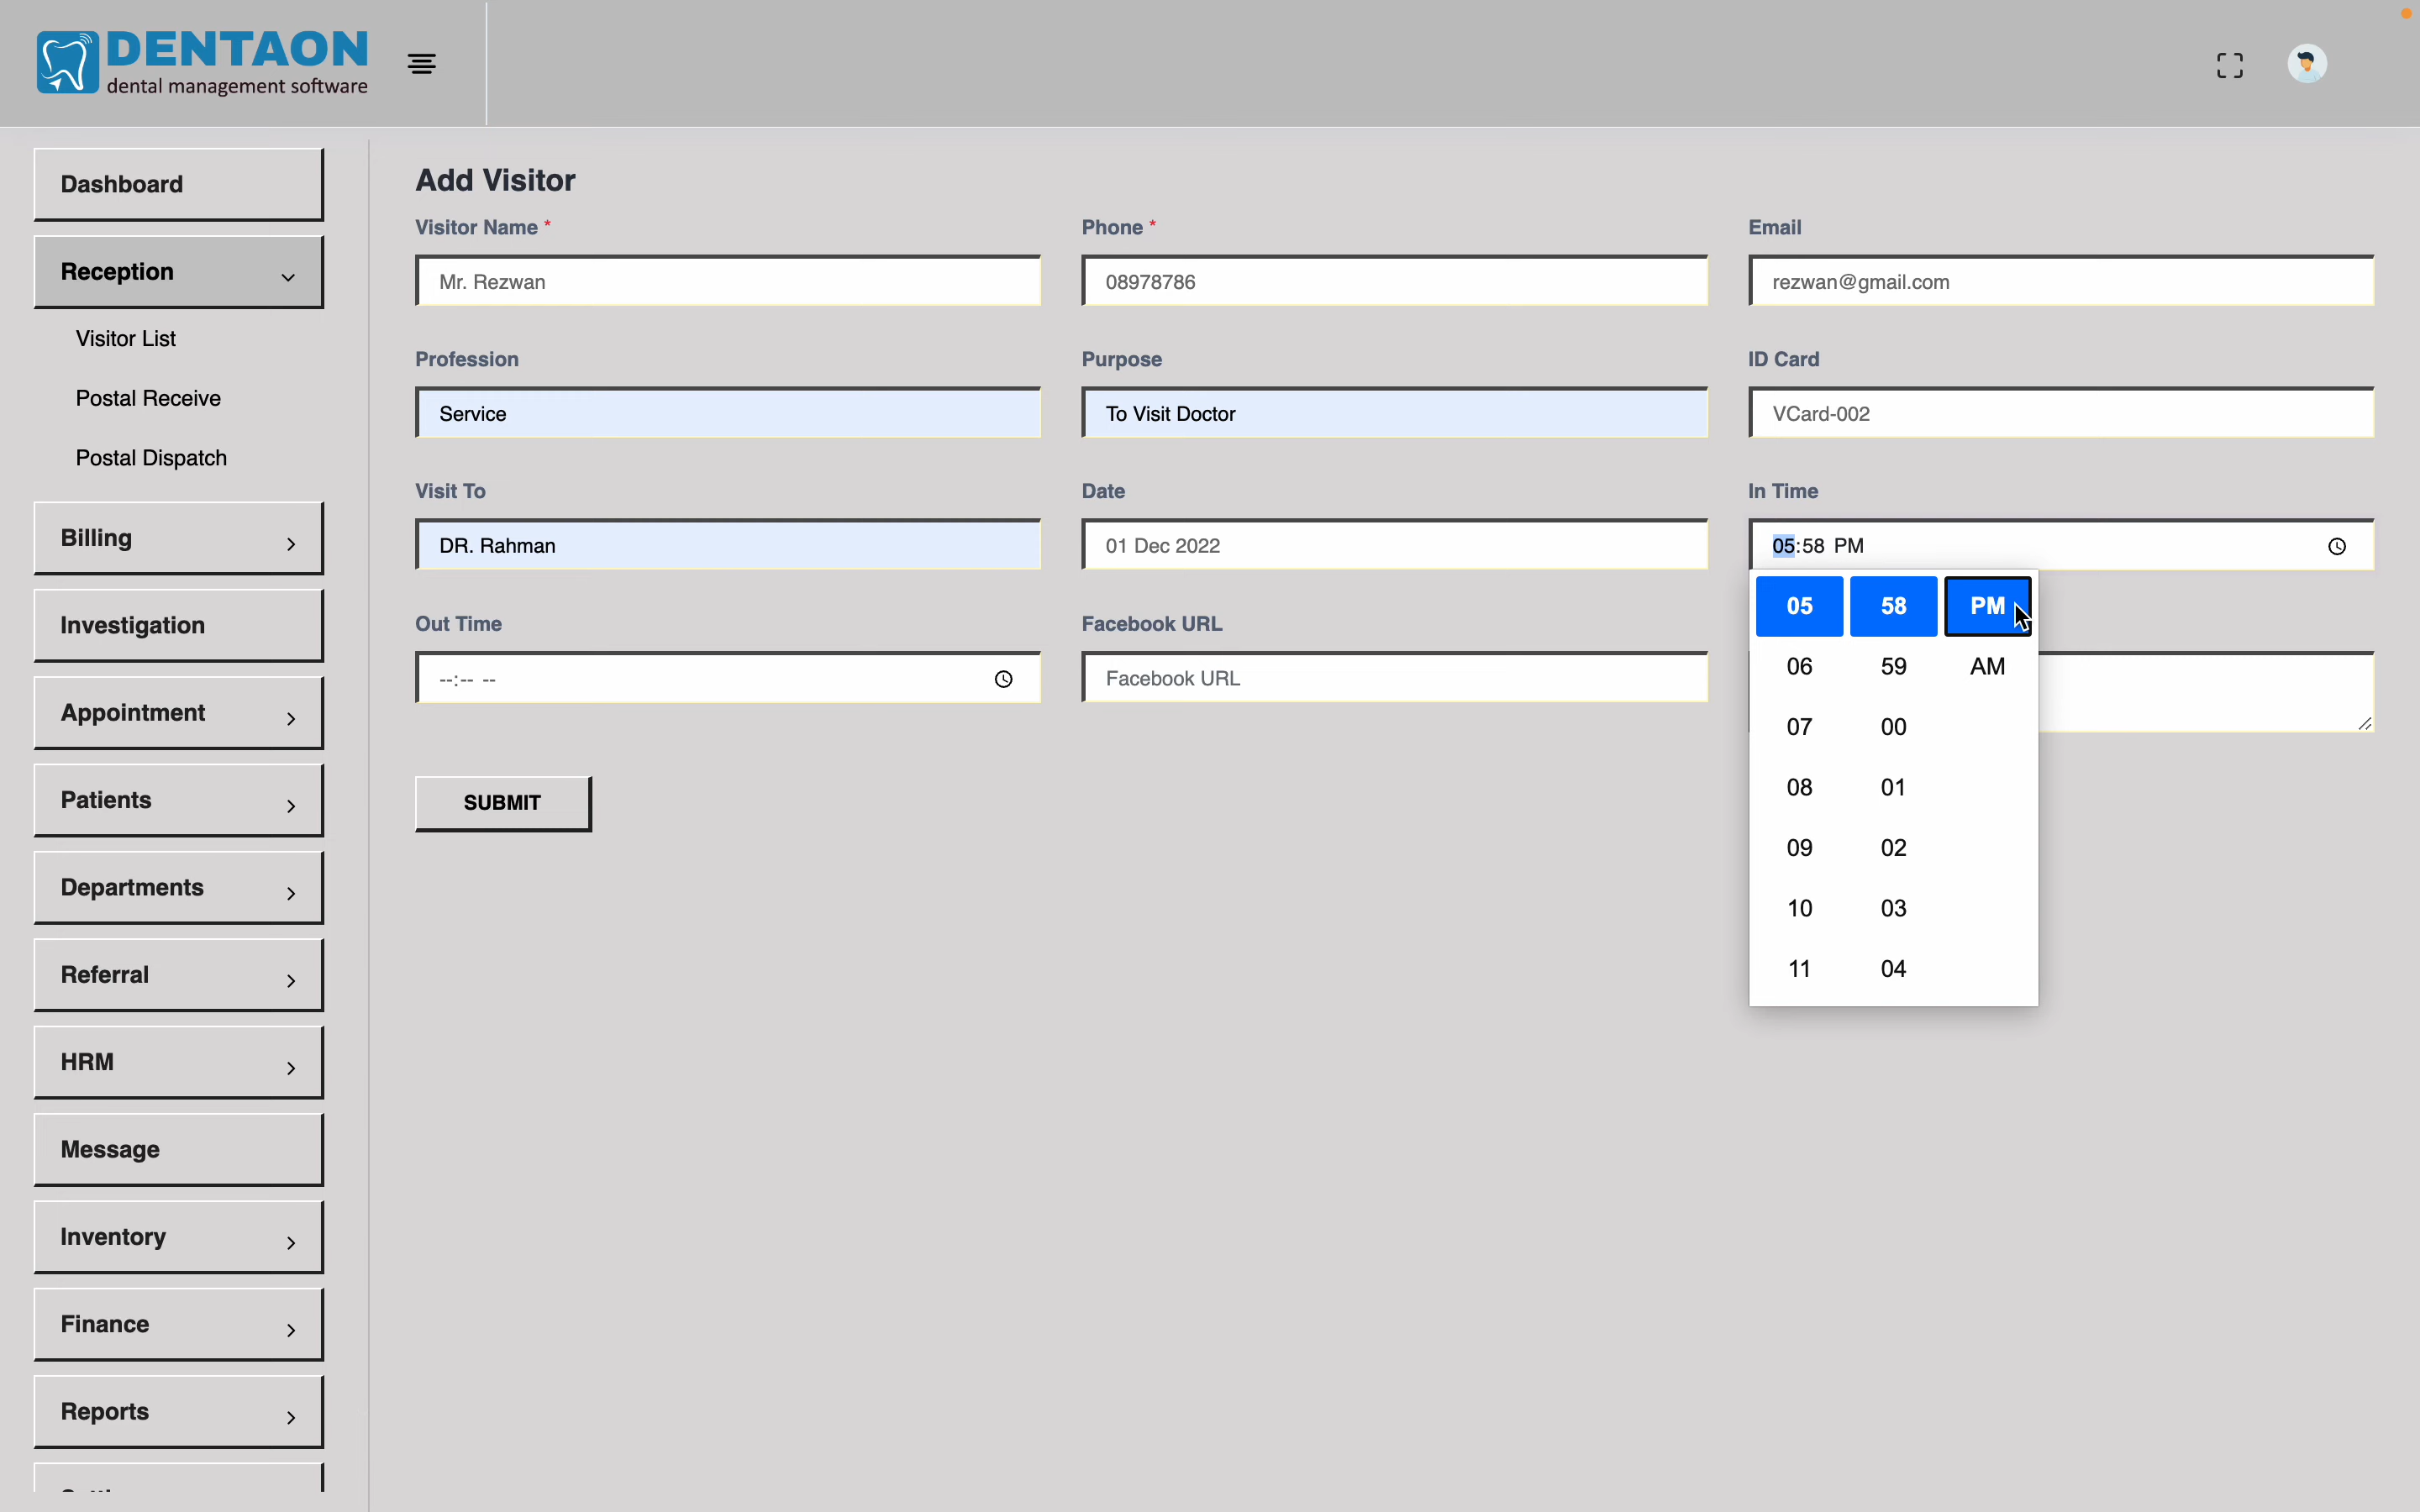 DENTAON
dental management software
Dashboard
Reception
Visitor List
Postal Receive
Postal Dispatch
Billing
Investigation
Appointment
Patients
Departments
Referral
HRM
Message
Inventory
Finance
Reports
Add Visitor
Visitor Name *
Phone *
Email
Mr. Rezwan
08978786
rezwan@gmail.com
Profession
Purpose
ID Card
Service
To Visit Doctor
VCard-002
Visit To
Date
In Time
DR. Rahman
01 Dec 2022
05:58 PM
Out Time
Facebook URL
--:-- --
Facebook URL
05 58 PM
06 59 AM
07 00
08 01
09 02
10 03
11 04
SUBMIT